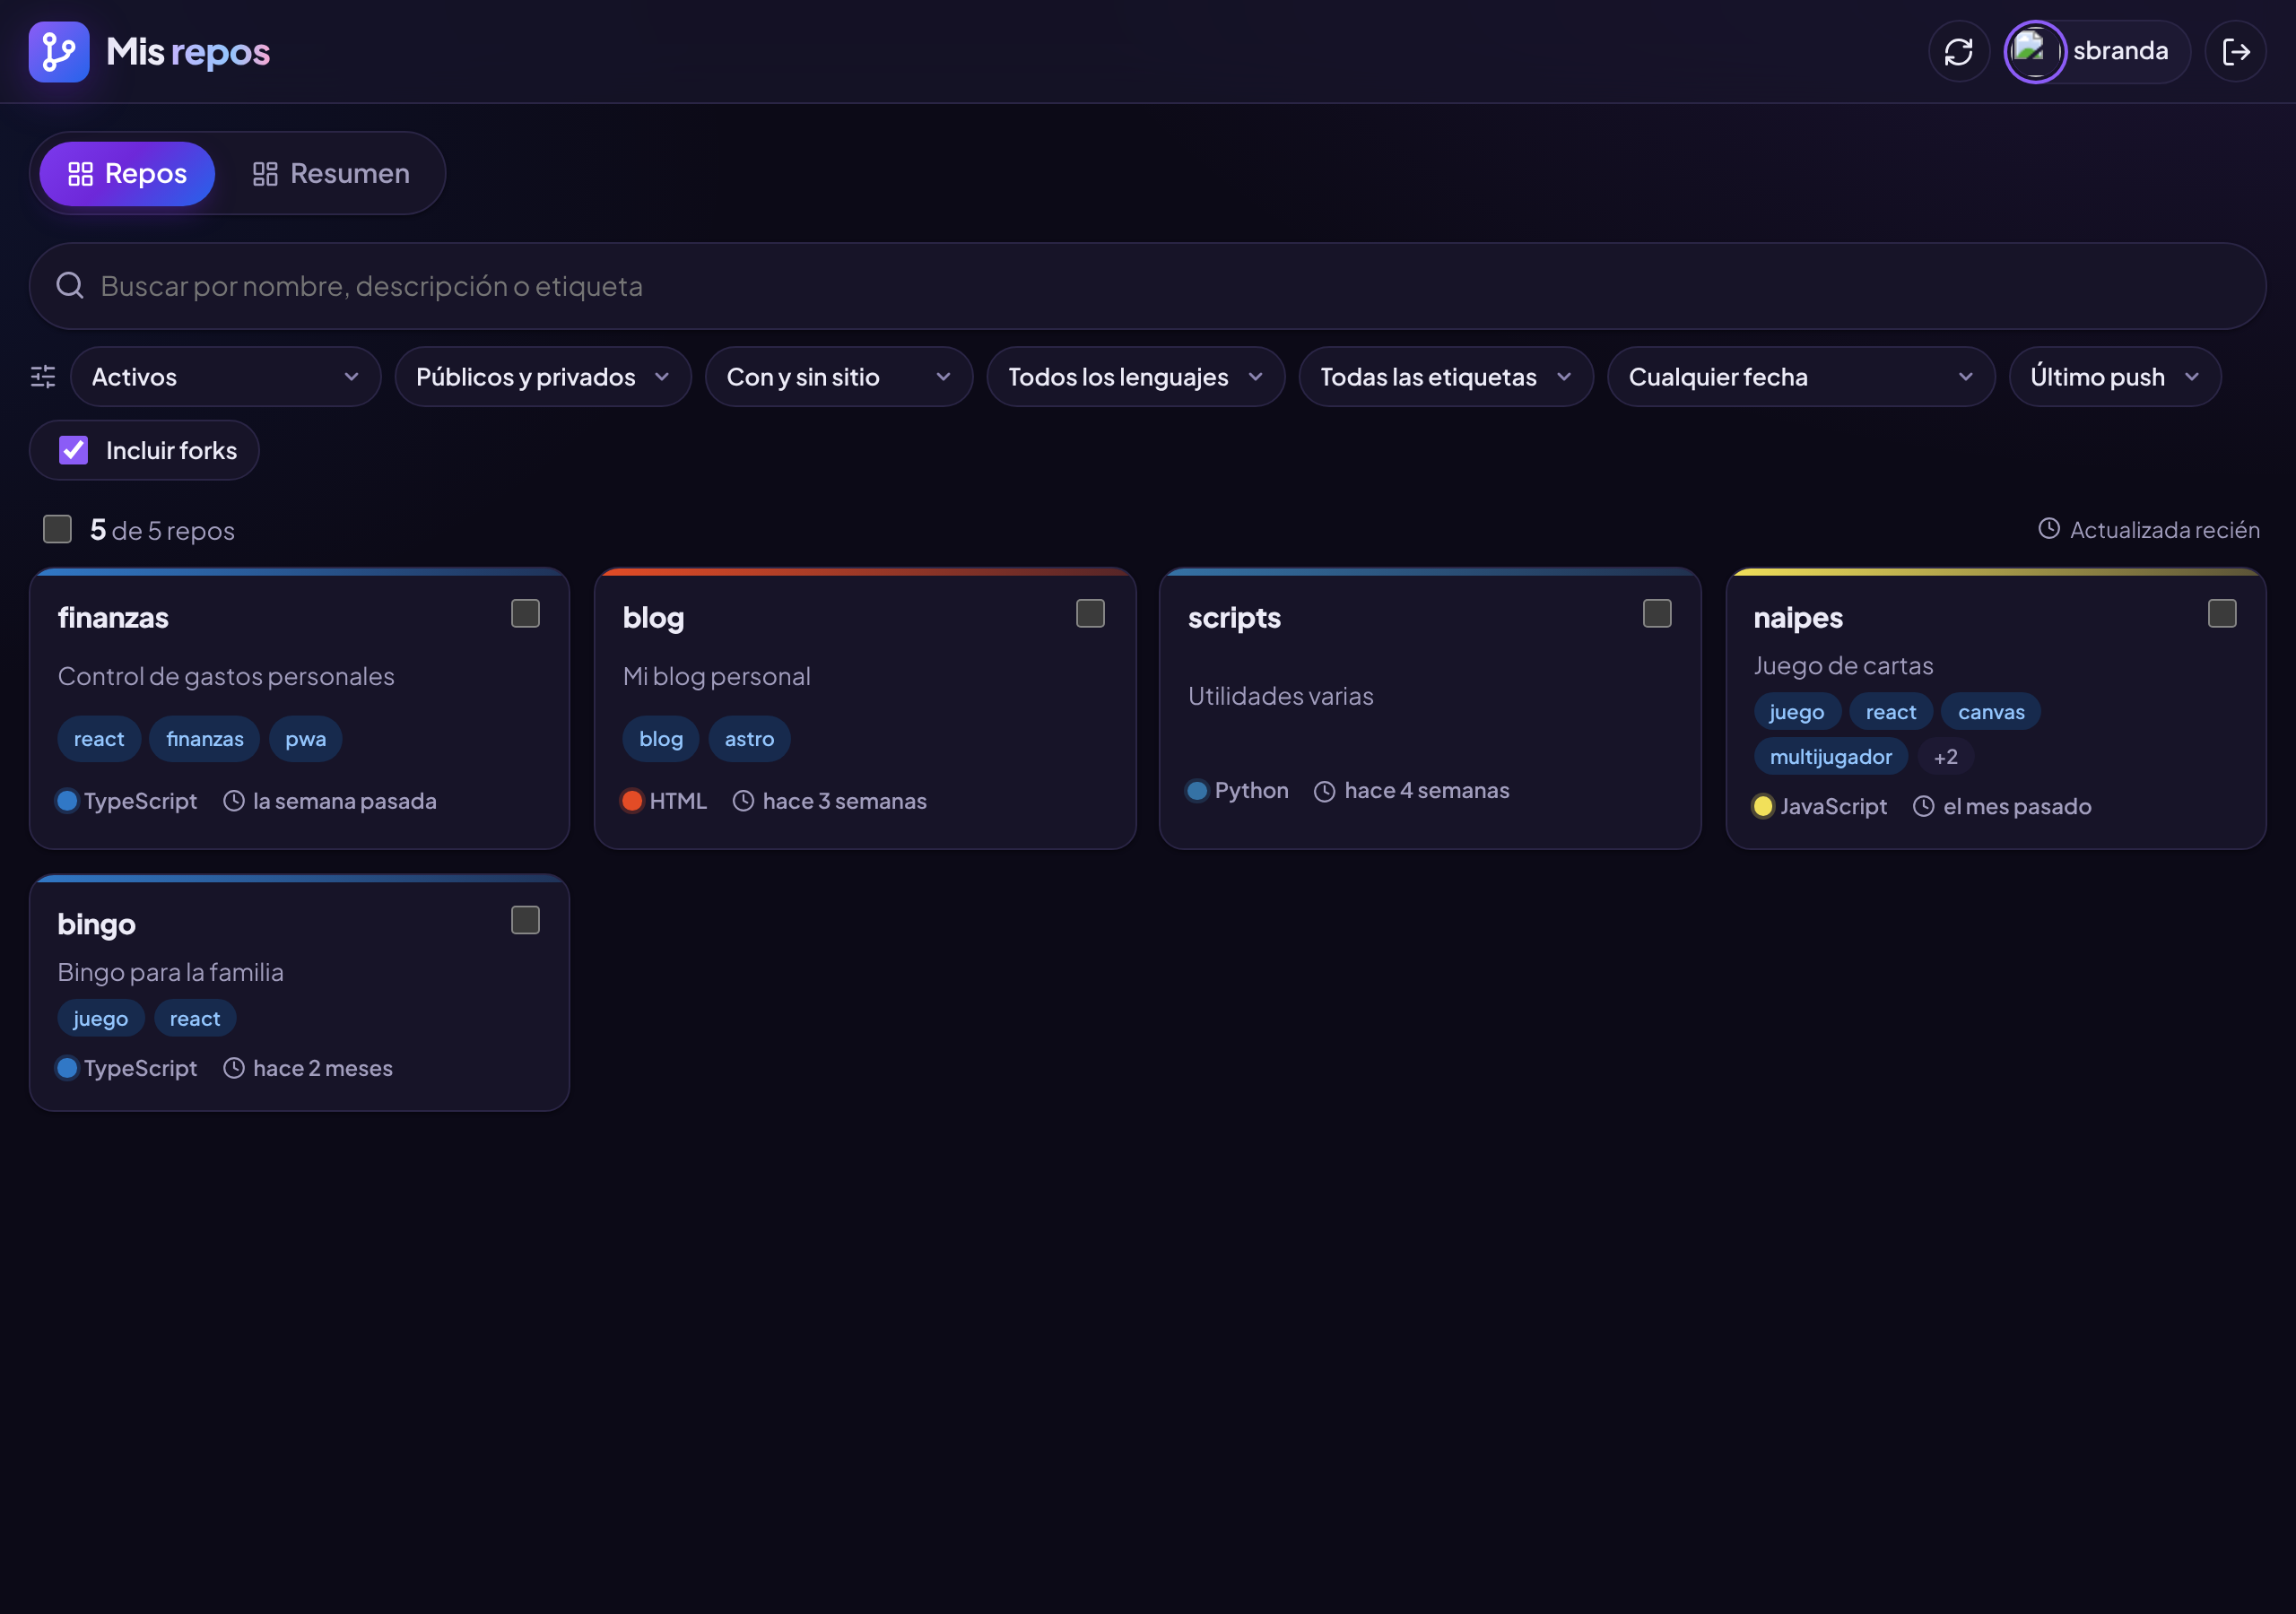 Mis repos
sbranda
Repos
Resumen
Buscar por nombre, descripción o etiqueta
Activos
Públicos y privados
Con y sin sitio
Todos los lenguajes
Todas las etiquetas
Cualquier fecha
Último push
Incluir forks
5 de 5 repos
Actualizada recién
finanzas
Control de gastos personales
react finanzas pwa
TypeScript la semana pasada
blog
Mi blog personal
blog astro
HTML hace 3 semanas
scripts
Utilidades varias
Python hace 4 semanas
naipes
Juego de cartas
juego react canvas
multijugador +2
JavaScript el mes pasado
bingo
Bingo para la familia
juego react
TypeScript hace 2 meses